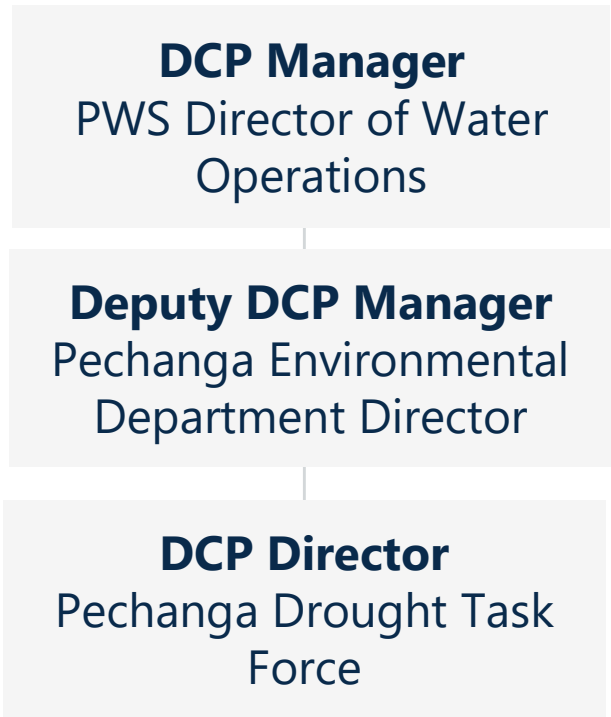 DCP Manager
PWS Director of Water
Operations
Deputy DCP Manager
Pechanga Environmental
Department Director
DCP Director
Pechanga Drought Task
Force